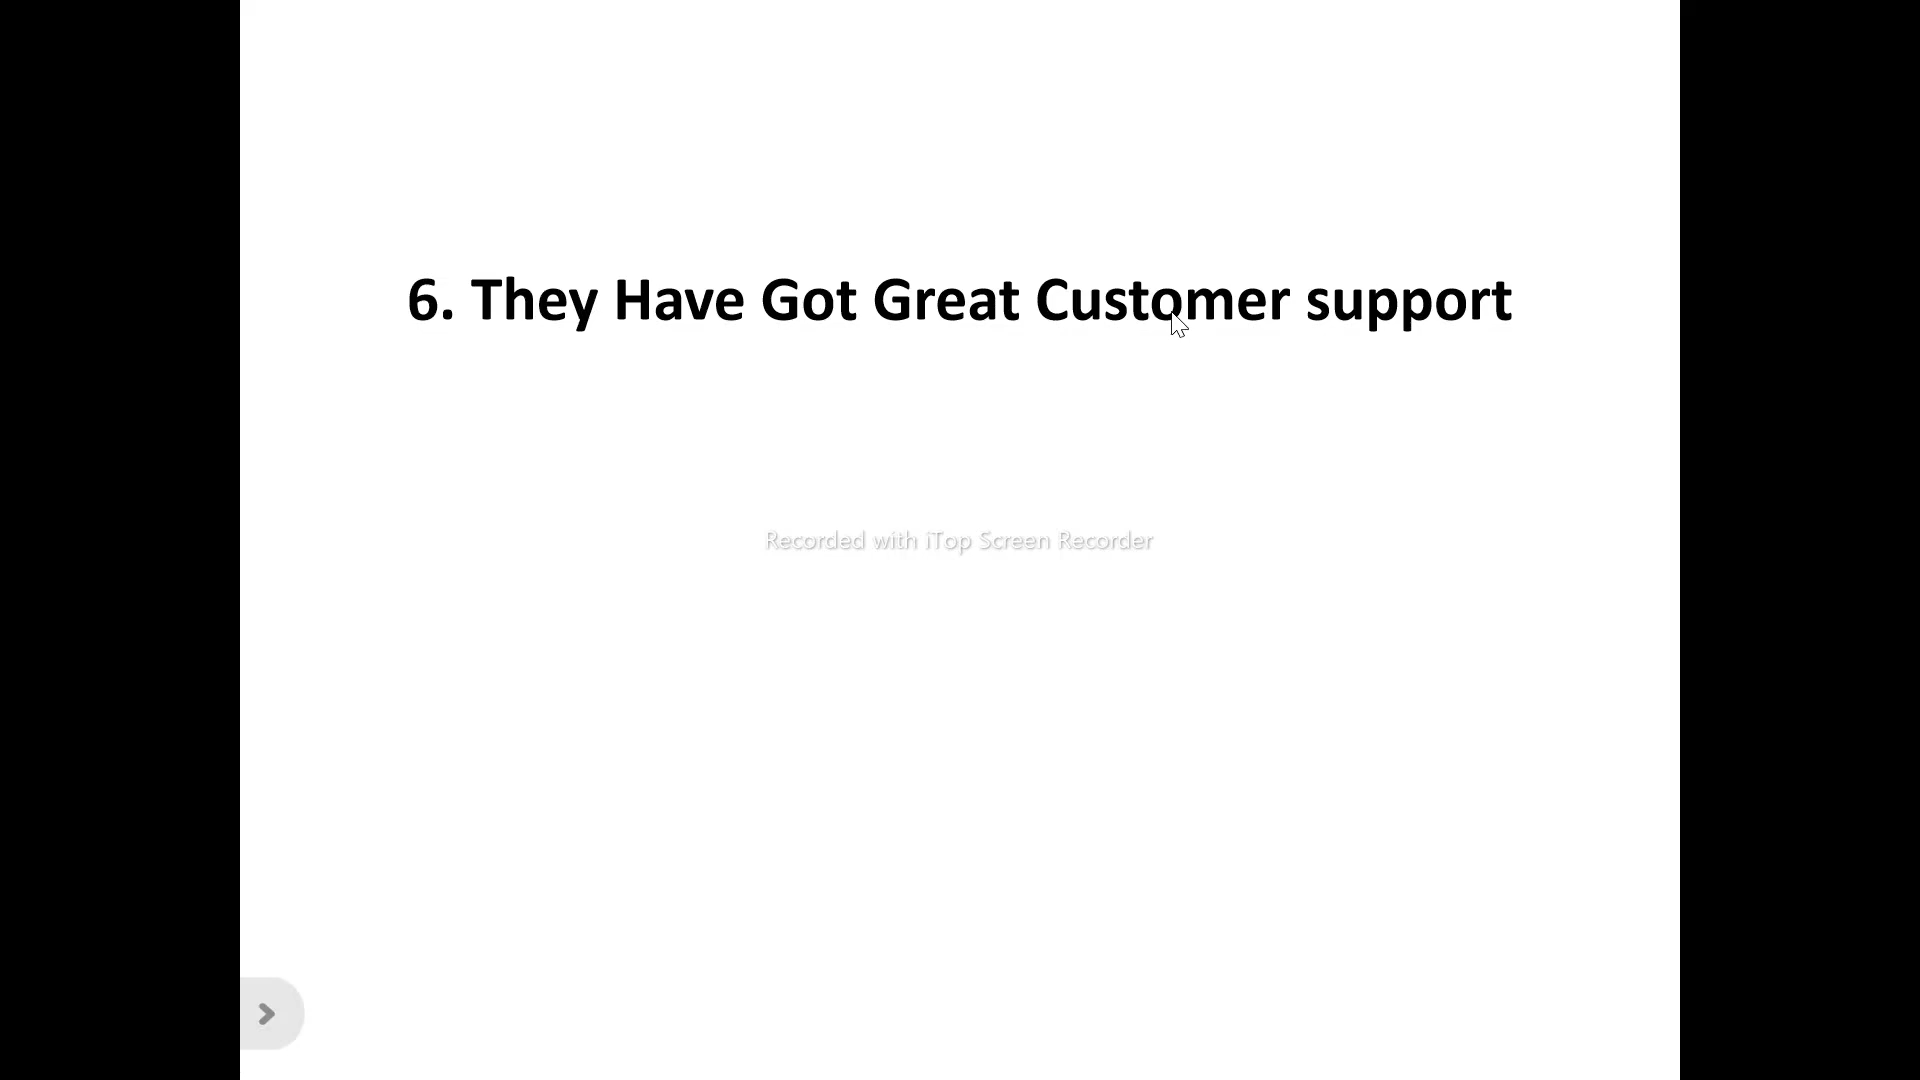 6. They Have Got Great Customer support
Recorded with iTop Screen Recorder